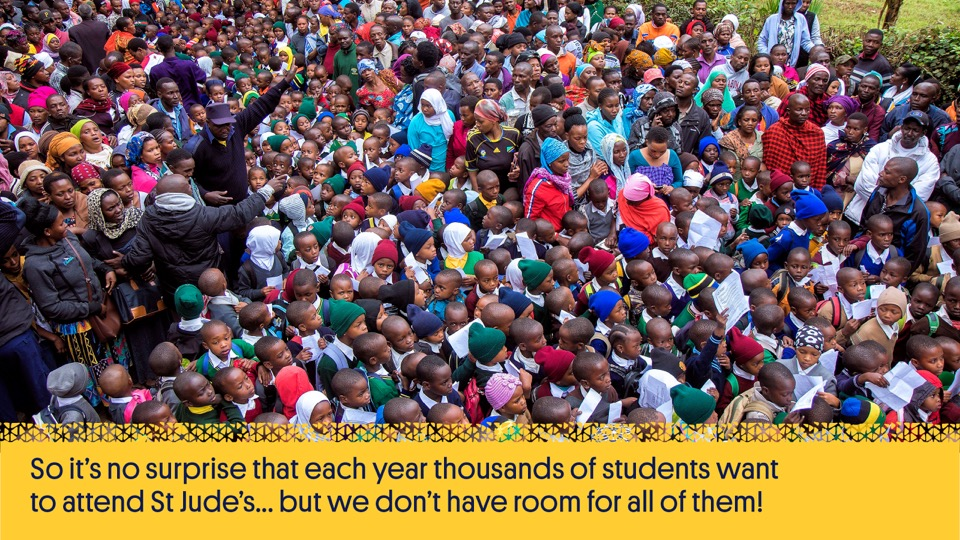 So it's no surprise that each year thousands of students want
to attend St Jude's... but we don't have room for all of them!